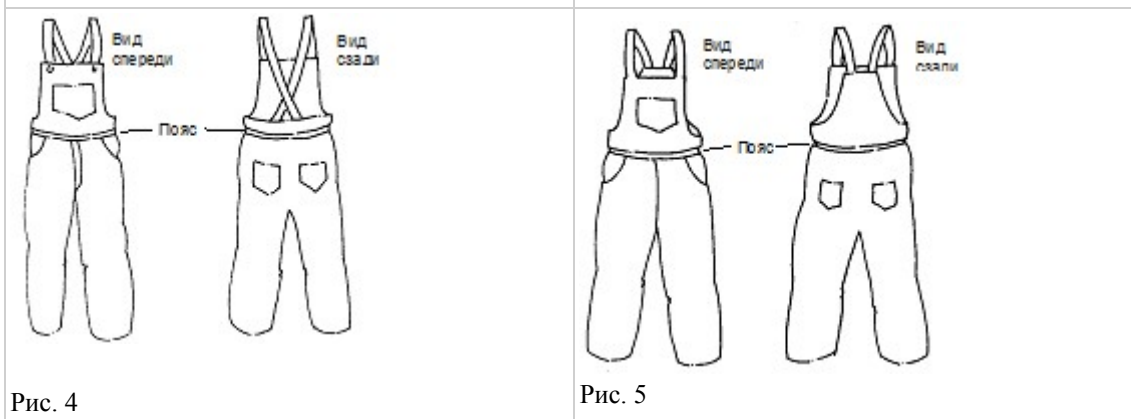 Вид
спереди
Вид
сзади
Пояс
Рис. 4
Вид
спереди
Вид
сзади
Пояс
Рис. 5